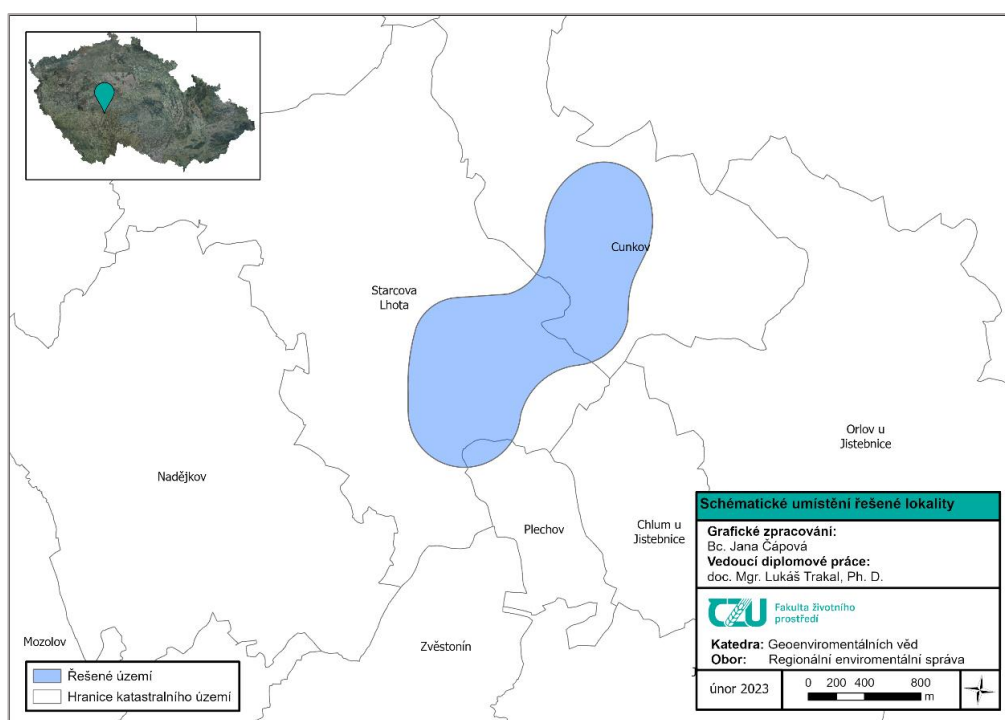 Cunkov
Starcova
Lhota
Orlov u
Jistebnice
Nadějkov
Plechov
Chlum u
Jistebnice
Mozolov
Zvěstonín
Řešené území
Hranice katastralního území
Schématické umístění řešené lokality
Grafické zpracování:
Bc. Jana Čápová
Vedoucí diplomové práce:
doc. Mgr. Lukáš Trakal, Ph. D.
CZU Fakulta životního
prostředí
Katedra: Geoenviromentálních věd
Obor: Regionální enviromentální správa
únor 2023
0 200 400 800
m